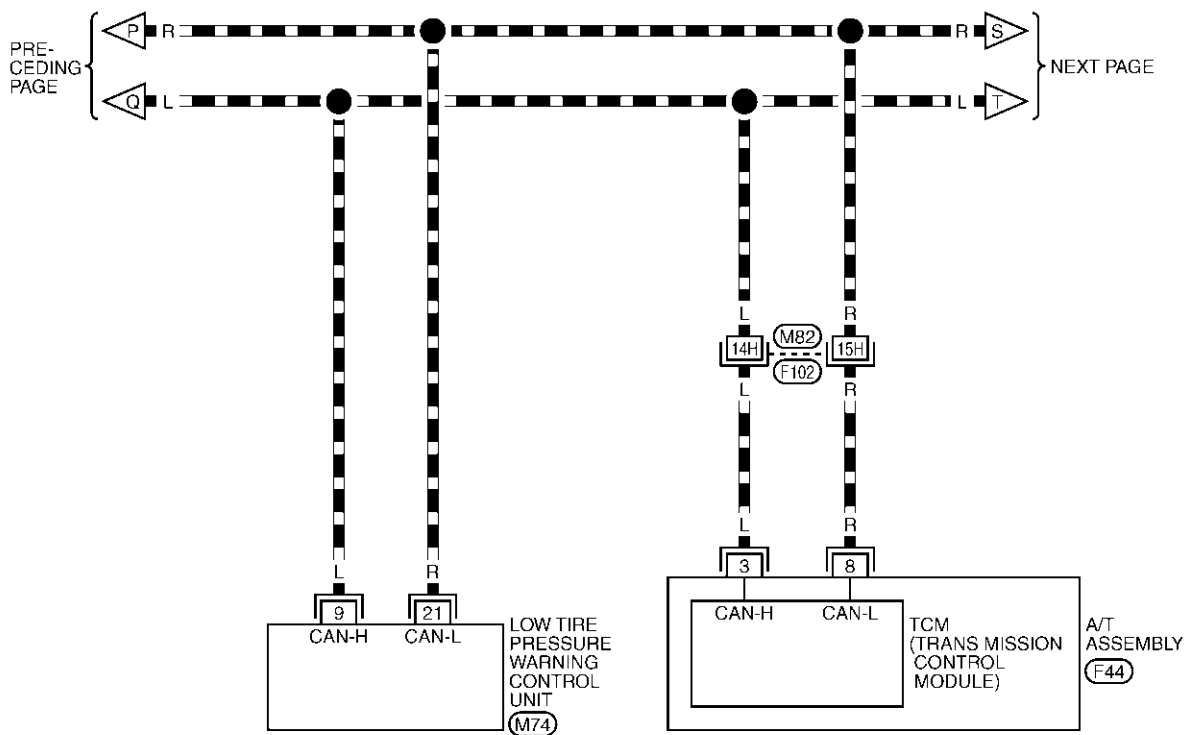 PRE-
CEDING
PAGE
P R
R S
Q L
L T
NEXT PAGE
L
R
14H
M82
F102
15H
L
R
L
R
L
R
3
8
9
21
CAN-H
CAN-L
LOW TIRE
PRESSURE
WARNING
CONTROL
UNIT
M74
CAN-H
CAN-L
TCM
(TRANS MISSION
CONTROL
MODULE)
A/T
ASSEMBLY
F44